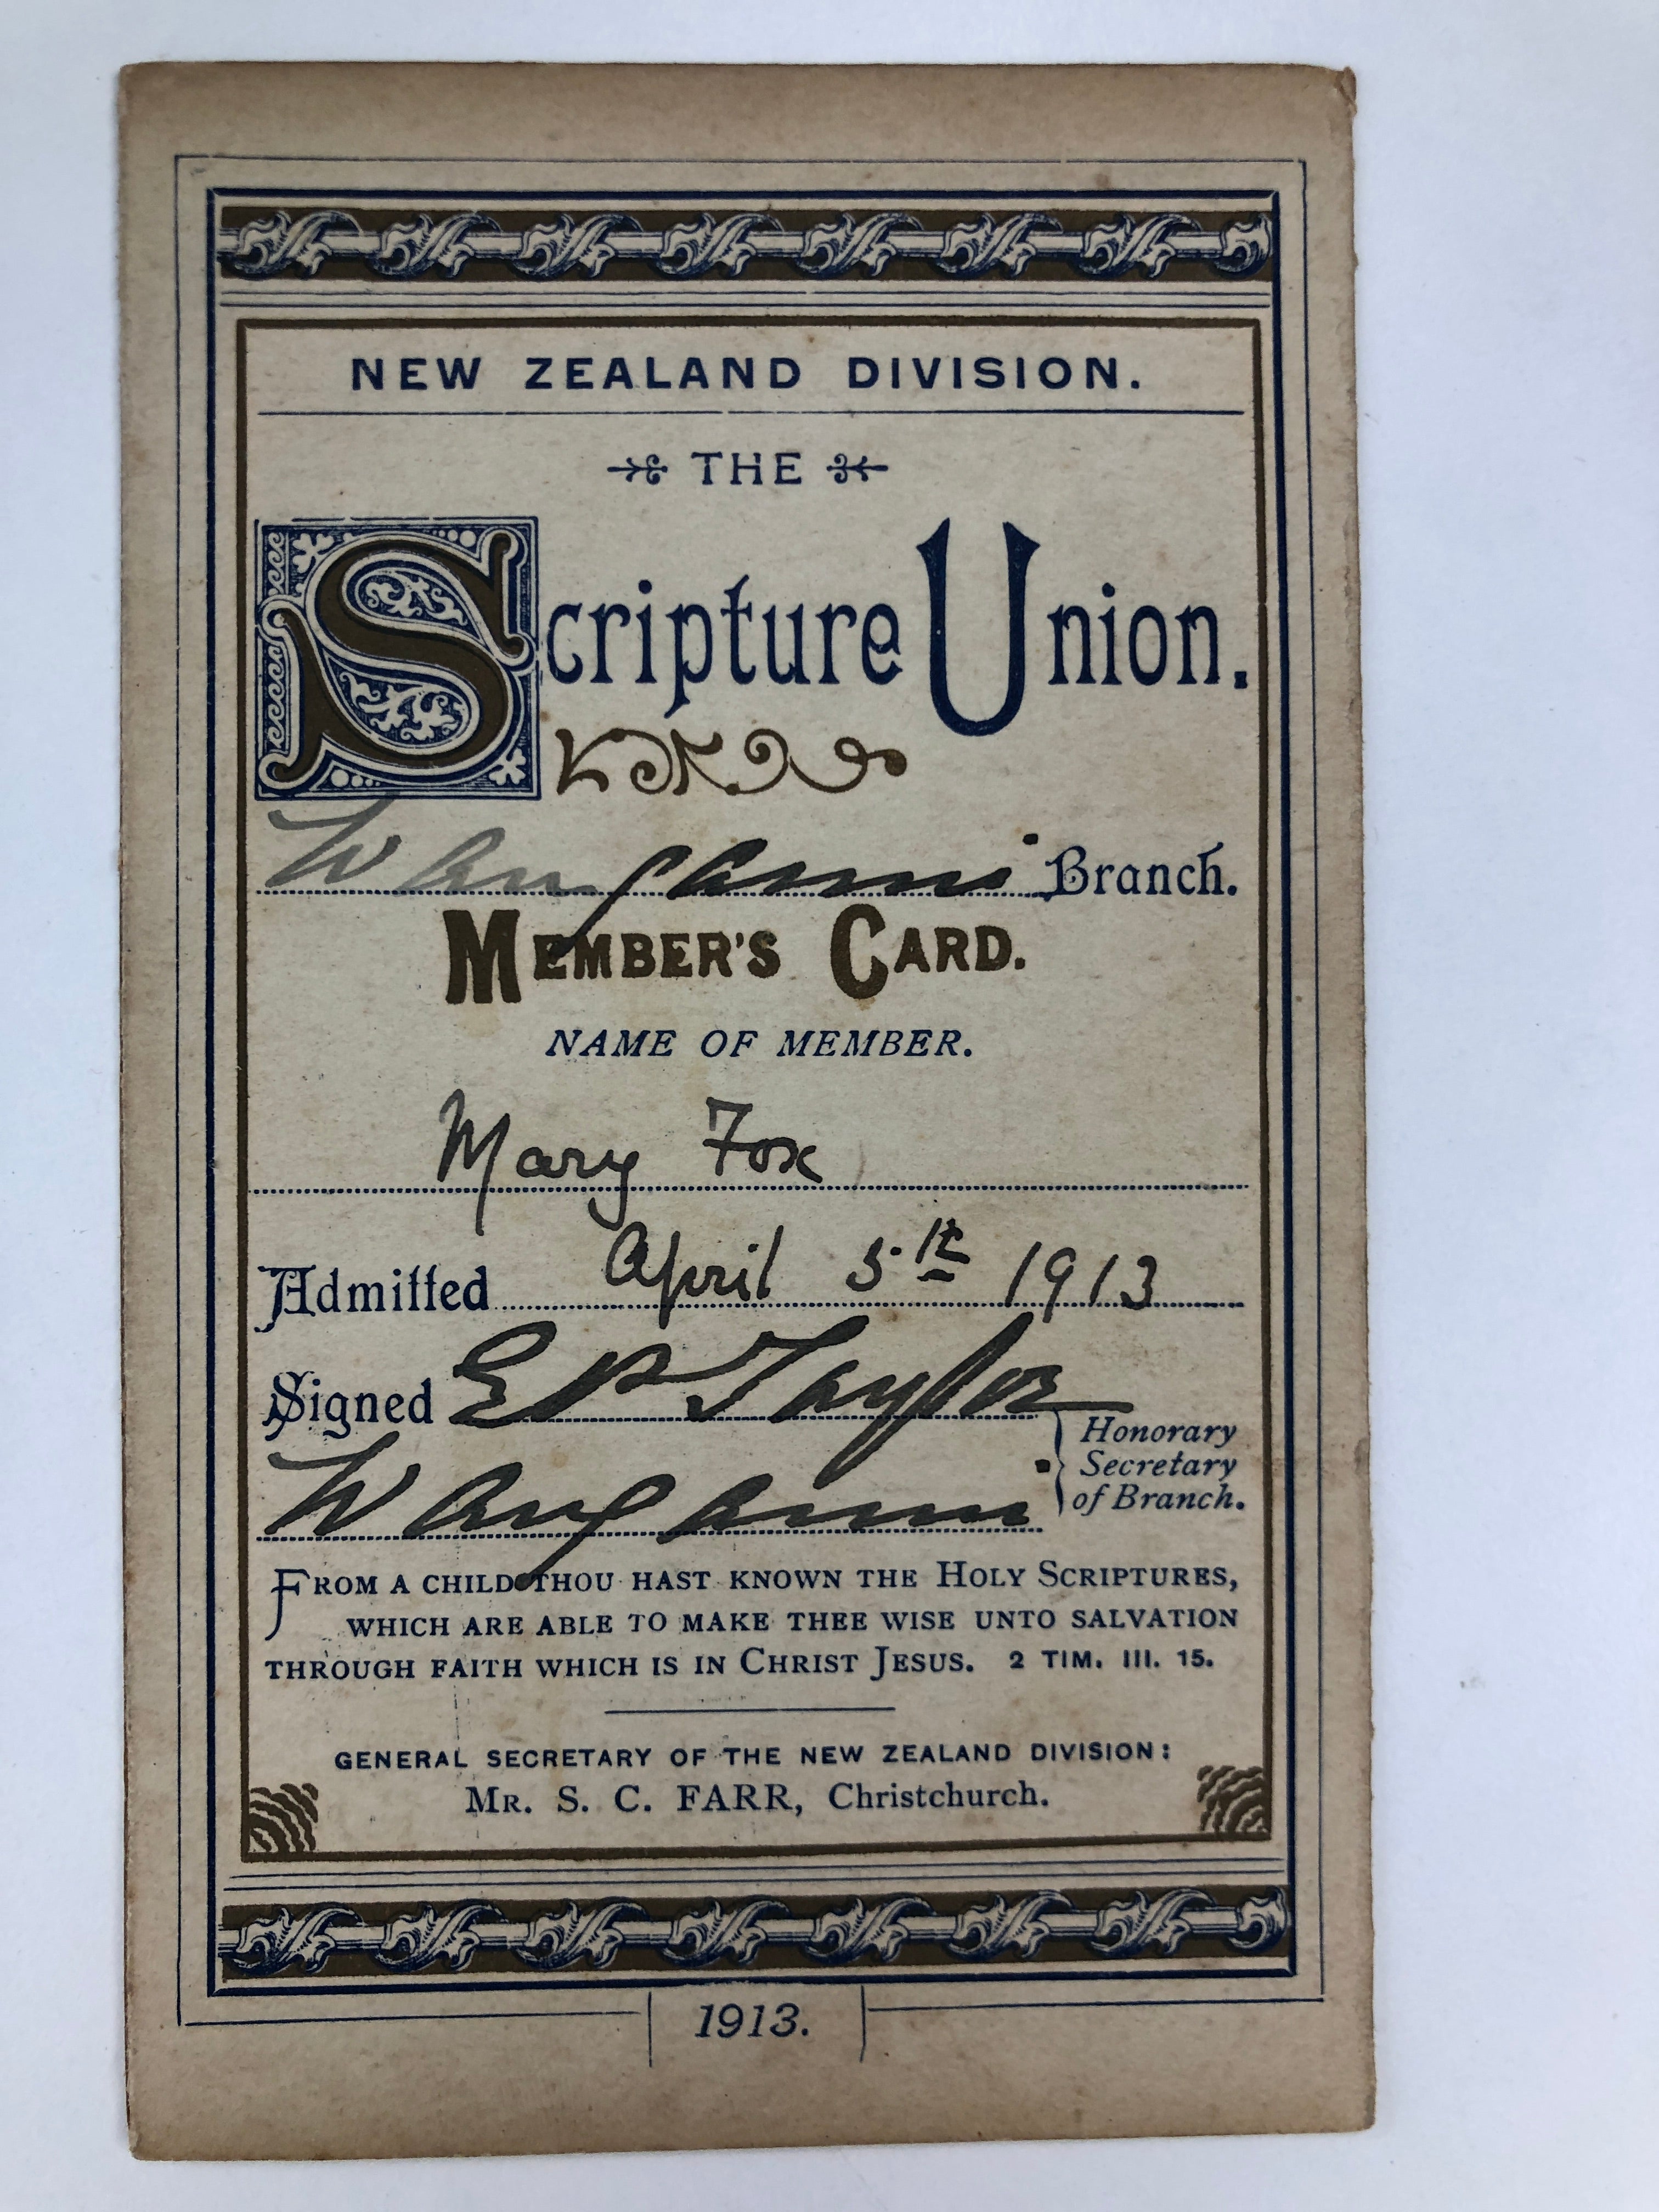 NEW ZEALAND DIVISION.
THE
Scripture Union.
Wanganui Branch.
MEMBER'S CARD.
NAME OF MEMBER.
Mary Fox
Admitted April 5th 1913
Signed E P Taylor
Wanganui Honorary Secretary of Branch.
FROM A CHILD THOU HAST KNOWN THE HOLY SCRIPTURES,
WHICH ARE ABLE TO MAKE THEE WISE UNTO SALVATION
THROUGH FAITH WHICH IS IN CHRIST JESUS. 2 TIM. III. 15.
GENERAL SECRETARY OF THE NEW ZEALAND DIVISION:
MR. S. C. FARR, Christchurch.
1913.